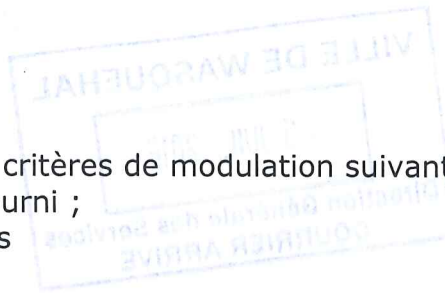 VILLE DE WASQUEHAL
critères de modulation suivant
urni ;
s
Direction Générale des Services
COURRIER ARRIVE